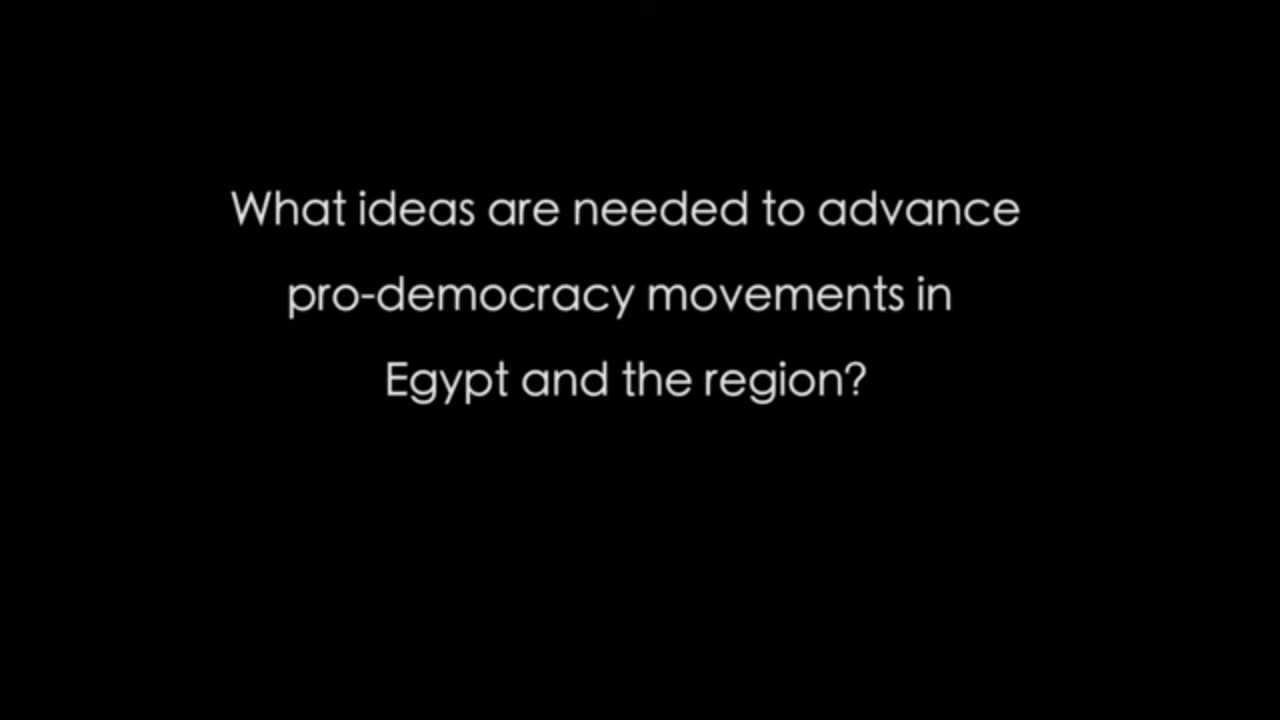 What ideas are needed to advance
pro-democracy movements in
Egypt and the region?